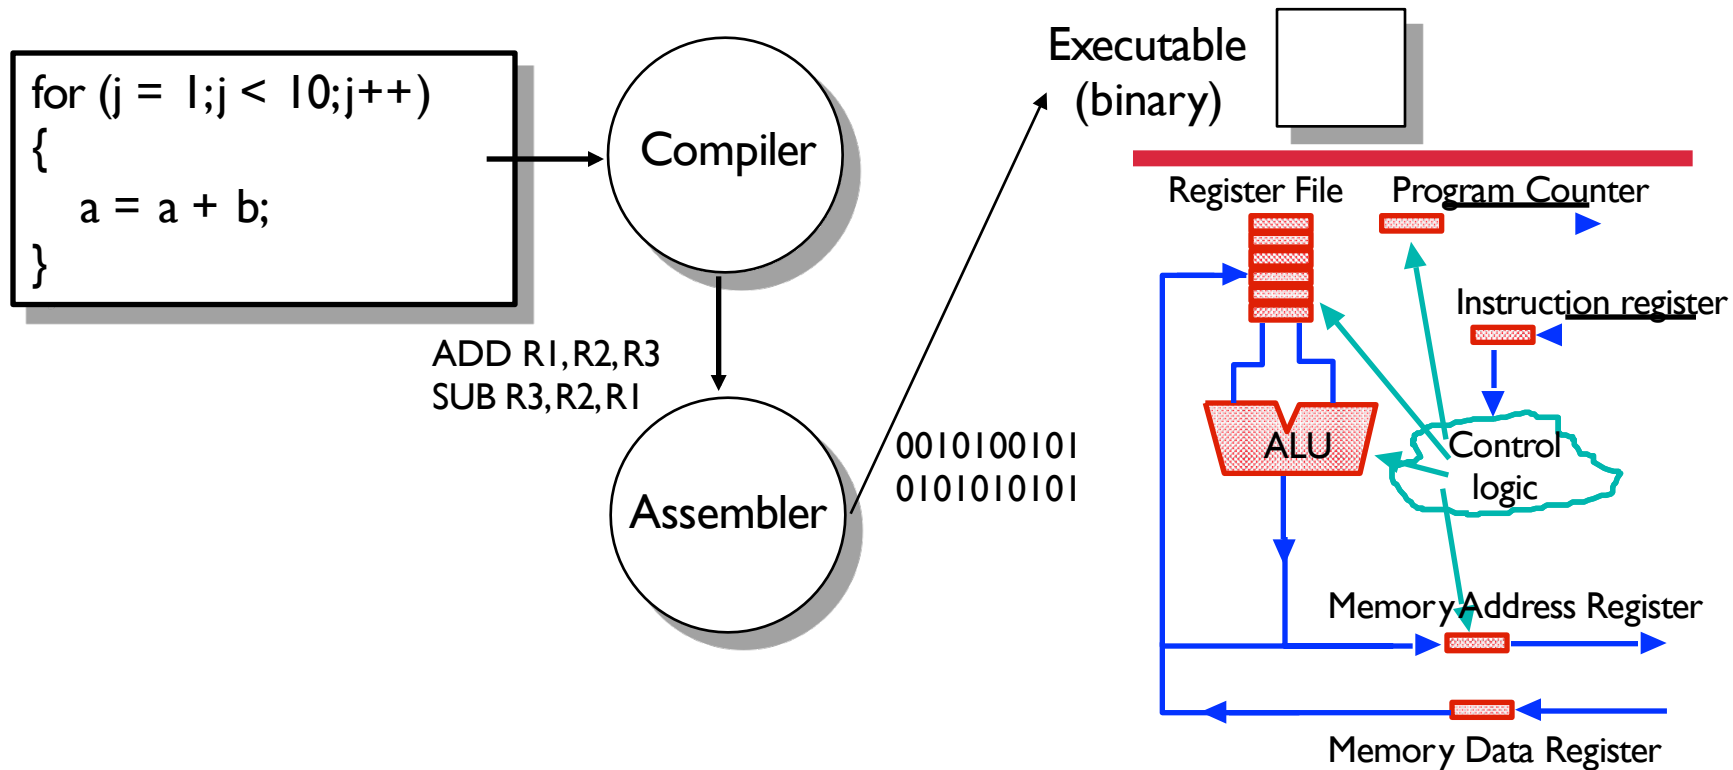 for (j = 1;j < 10;j++)
{
a = a + b;
}
Compiler
ADD R1,R2,R3
SUB R3,R2,R1
Assembler
0010100101
0101010101
Executable
(binary)
Register File
Program Counter
Instruction register
ALU
Control
logic
Memory Address Register
Memory Data Register